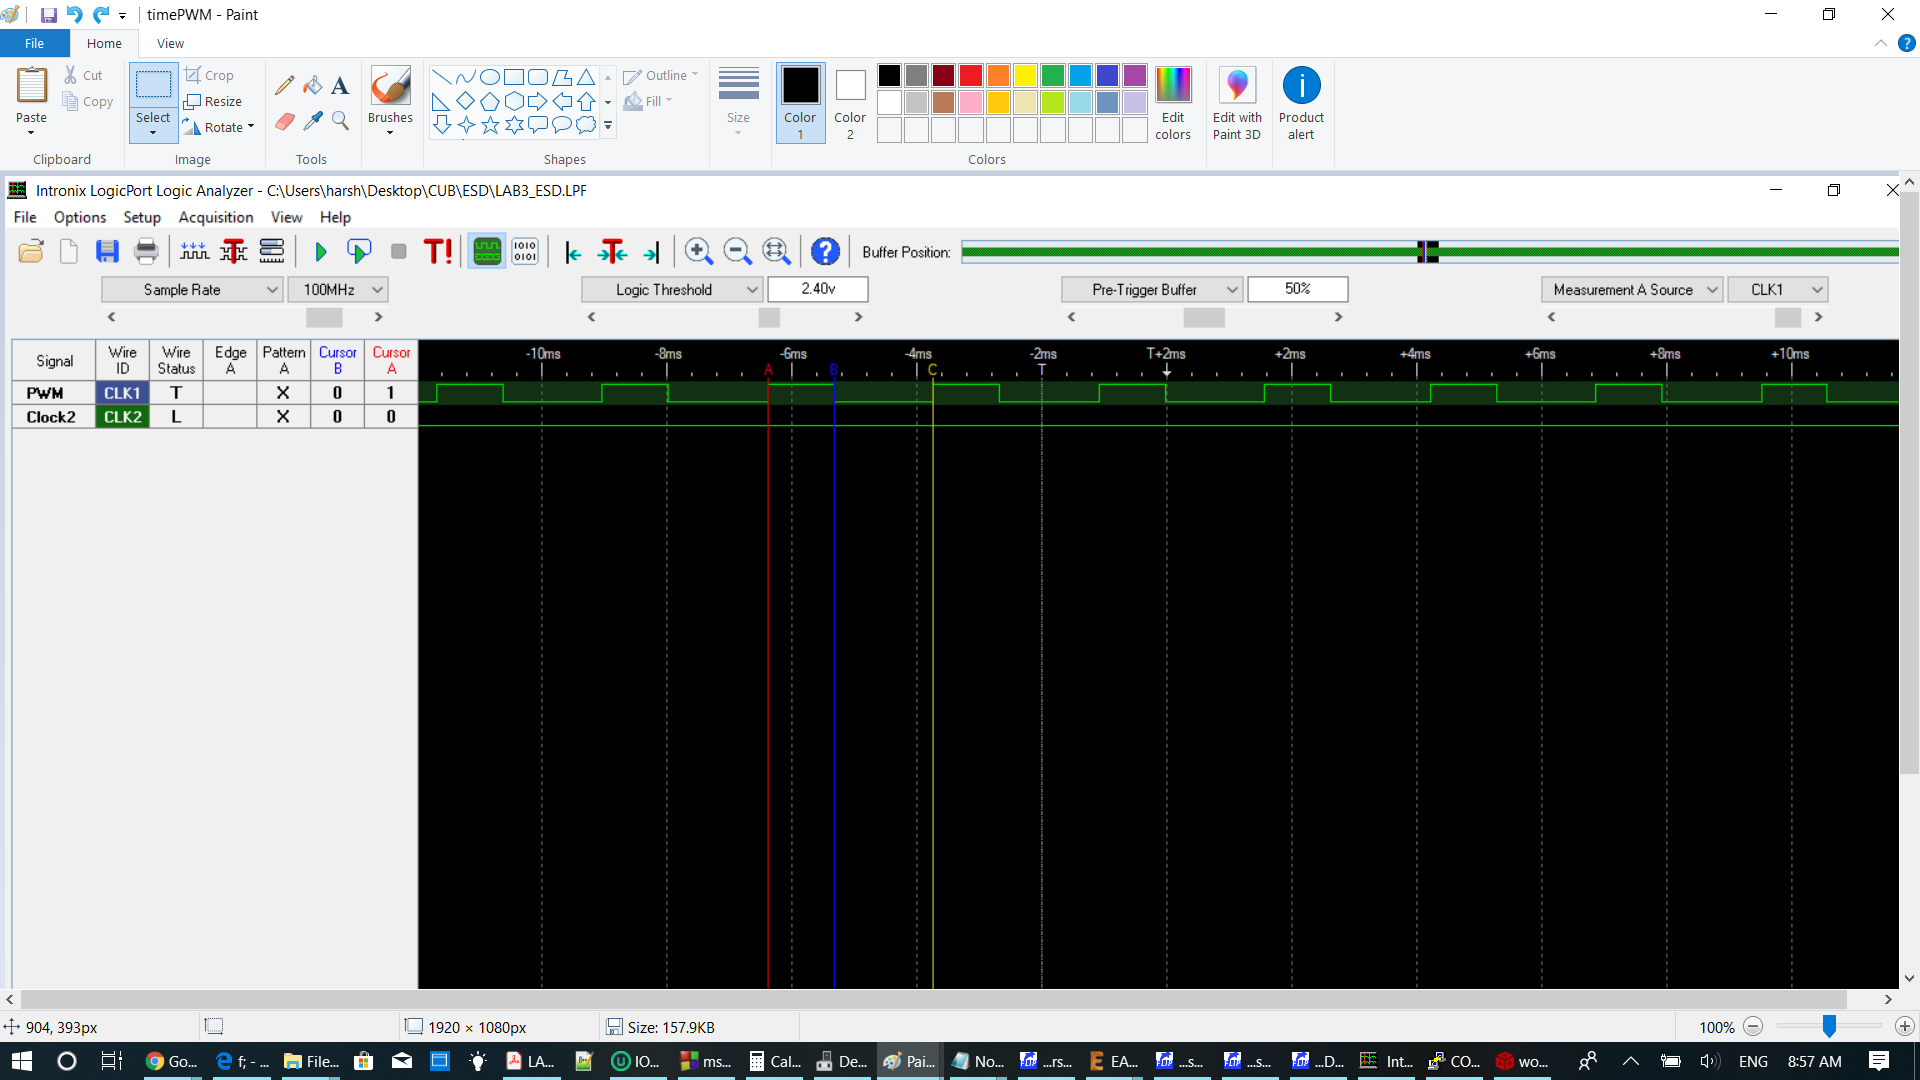 timePWM - Paint
File Home View
Paste
Cut
Copy
Clipboard
Select
Crop
Resize
Rotate
Image
A
Tools
Brushes
Outline
Fill
Shapes
Size
Color 1
Color 2
Colors
Edit colors
Edit with Paint 3D
Product alert
Intronix LogicPort Logic Analyzer - C:\Users\harsh\Desktop\CUB\ESD\LAB3_ESD.LPF
File Options Setup Acquisition View Help
Buffer Position:
Sample Rate 100MHz Logic Threshold 2.40v Pre-Trigger Buffer 50% Measurement A Source CLK1
Signal Wire ID Wire Status Edge A Pattern A Cursor B Cursor A
-10ms -8ms -6ms -4ms -2ms T+2ms +2ms +4ms +6ms +8ms +10ms
A B C T
PWM CLK1 T X 0 1
Clock2 CLK2 L X 0 0
904, 393px 1920 × 1080px Size: 157.9KB 100%
Go... f; - ... File... LA... IO... ms... Cal... De... Pai... No... ...rs... EA... ...s... ...s... ...D... Int... CO... wo... ENG 8:57 AM